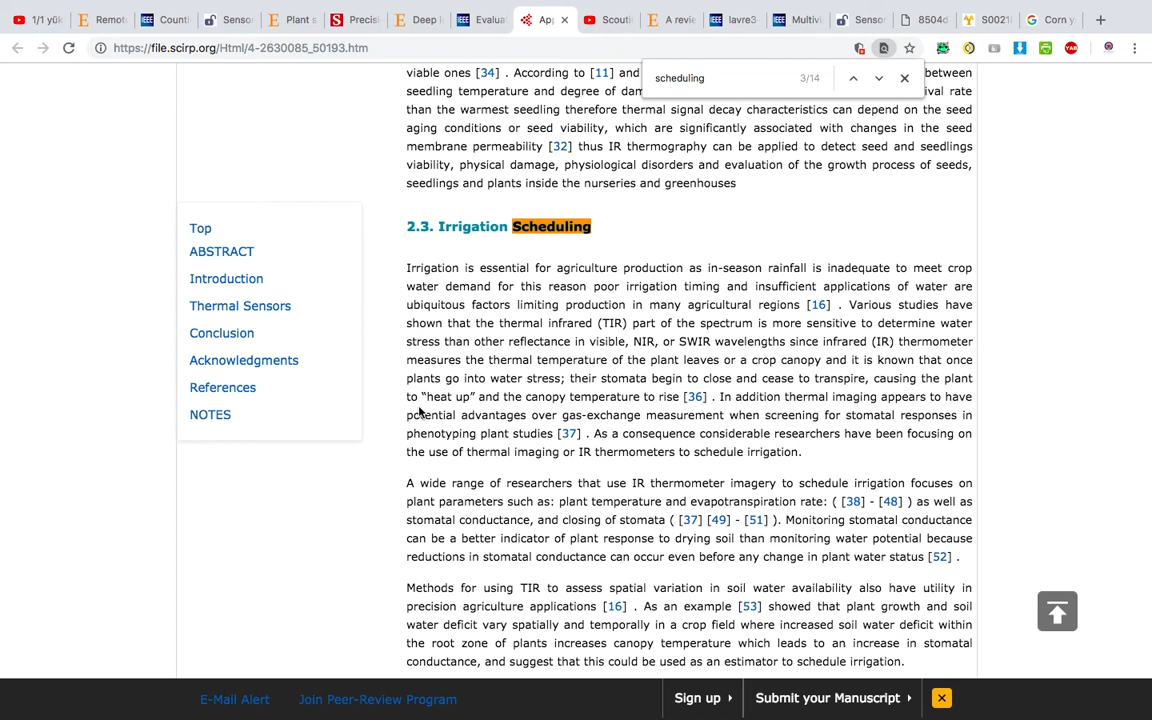 1/1 yük
Remot
Counti
Sensor
Plant s
Precisi
Deep l
Evalua
App
Scouti
A revie
lavre3
Multivi
Sensor
8504d
S0021
Corn y
https://file.scirp.org/Html/4-2630085_50193.htm
scheduling 3/14
viable ones [34] . According to [11] and between
seedling temperature and degree of dam ival rate
than the warmest seedling therefore thermal signal decay characteristics can depend on the seed
aging conditions or seed viability, which are significantly associated with changes in the seed
membrane permeability [32] thus IR thermography can be applied to detect seed and seedlings
viability, physical damage, physiological disorders and evaluation of the growth process of seeds,
seedlings and plants inside the nurseries and greenhouses
Top
ABSTRACT
Introduction
Thermal Sensors
Conclusion
Acknowledgments
References
NOTES
2.3. Irrigation Scheduling
Irrigation is essential for agriculture production as in-season rainfall is inadequate to meet crop
water demand for this reason poor irrigation timing and insufficient applications of water are
ubiquitous factors limiting production in many agricultural regions [16] . Various studies have
shown that the thermal infrared (TIR) part of the spectrum is more sensitive to determine water
stress than other reflectance in visible, NIR, or SWIR wavelengths since infrared (IR) thermometer
measures the thermal temperature of the plant leaves or a crop canopy and it is known that once
plants go into water stress; their stomata begin to close and cease to transpire, causing the plant
to “heat up” and the canopy temperature to rise [36] . In addition thermal imaging appears to have
potential advantages over gas-exchange measurement when screening for stomatal responses in
phenotyping plant studies [37] . As a consequence considerable researchers have been focusing on
the use of thermal imaging or IR thermometers to schedule irrigation.
A wide range of researchers that use IR thermometer imagery to schedule irrigation focuses on
plant parameters such as: plant temperature and evapotranspiration rate: ( [38] - [48] ) as well as
stomatal conductance, and closing of stomata ( [37] [49] - [51] ). Monitoring stomatal conductance
can be a better indicator of plant response to drying soil than monitoring water potential because
reductions in stomatal conductance can occur even before any change in plant water status [52] .
Methods for using TIR to assess spatial variation in soil water availability also have utility in
precision agriculture applications [16] . As an example [53] showed that plant growth and soil
water deficit vary spatially and temporally in a crop field where increased soil water deficit within
the root zone of plants increases canopy temperature which leads to an increase in stomatal
conductance, and suggest that this could be used as an estimator to schedule irrigation.
E-Mail Alert
Join Peer-Review Program
Sign up
Submit your Manuscript